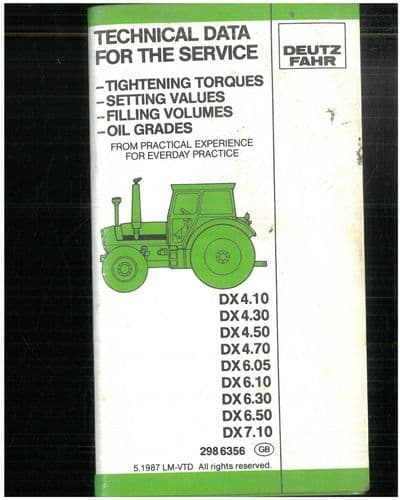 TECHNICAL DATA
FOR THE SERVICE
DEUTZ
FAHR
-TIGHTENING TORQUES
-SETTING VALUES
-FILLING VOLUMES
-OIL GRADES
FROM PRACTICAL EXPERIENCE
FOR EVERDAY PRACTICE
DX 4.10
DX 4.30
DX 4.50
DX 4.70
DX 6.05
DX 6.10
DX 6.30
DX 6.50
DX 7.10
298 6356 GB
5.1987 LM-VTD All rights reserved.